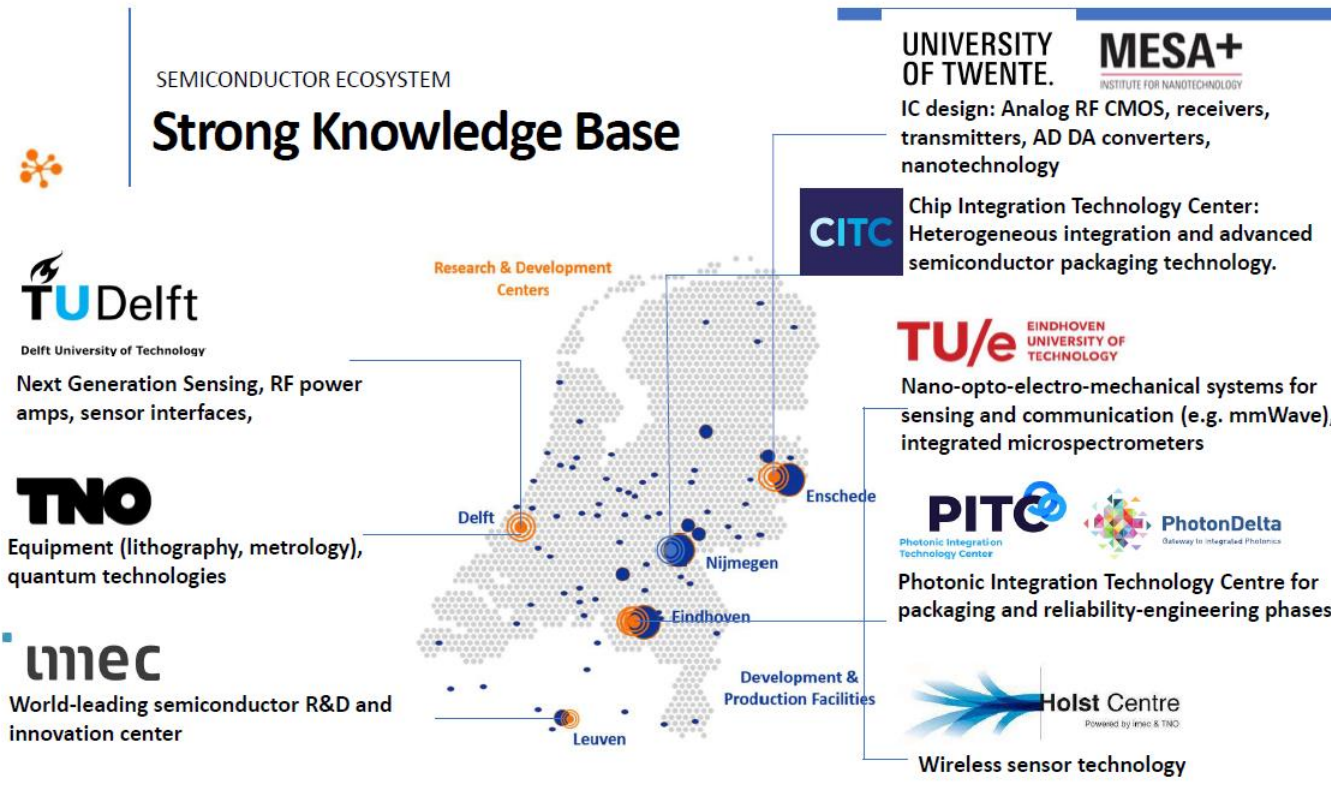 SEMICONDUCTOR ECOSYSTEM
Strong Knowledge Base
UNIVERSITY
OF TWENTE.
MESA+
INSTITUTE FOR NANOTECHNOLOGY
IC design: Analog RF CMOS, receivers,
transmitters, AD DA converters,
nanotechnology
CITC
Chip Integration Technology Center:
Heterogeneous integration and advanced
semiconductor packaging technology.
Research & Development
Centers
TU Delft
Delft University of Technology
Next Generation Sensing, RF power
amps, sensor interfaces,
TU/e
EINDHOVEN
UNIVERSITY OF
TECHNOLOGY
Nano-opto-electro-mechanical systems for
sensing and communication (e.g. mmWave),
integrated microspectrometers
TNO
Equipment (lithography, metrology),
quantum technologies
Enschede
Delft
Nijmegen
Eindhoven
PITC
Photonic Integration
Technology Center
PhotonDelta
Gateway to Integrated Photonics
Photonic Integration Technology Centre for
packaging and reliability-engineering phases
imec
World-leading semiconductor R&D and
innovation center
Development &
Production Facilities
Leuven
Holst Centre
Powered by imec & TNO
Wireless sensor technology